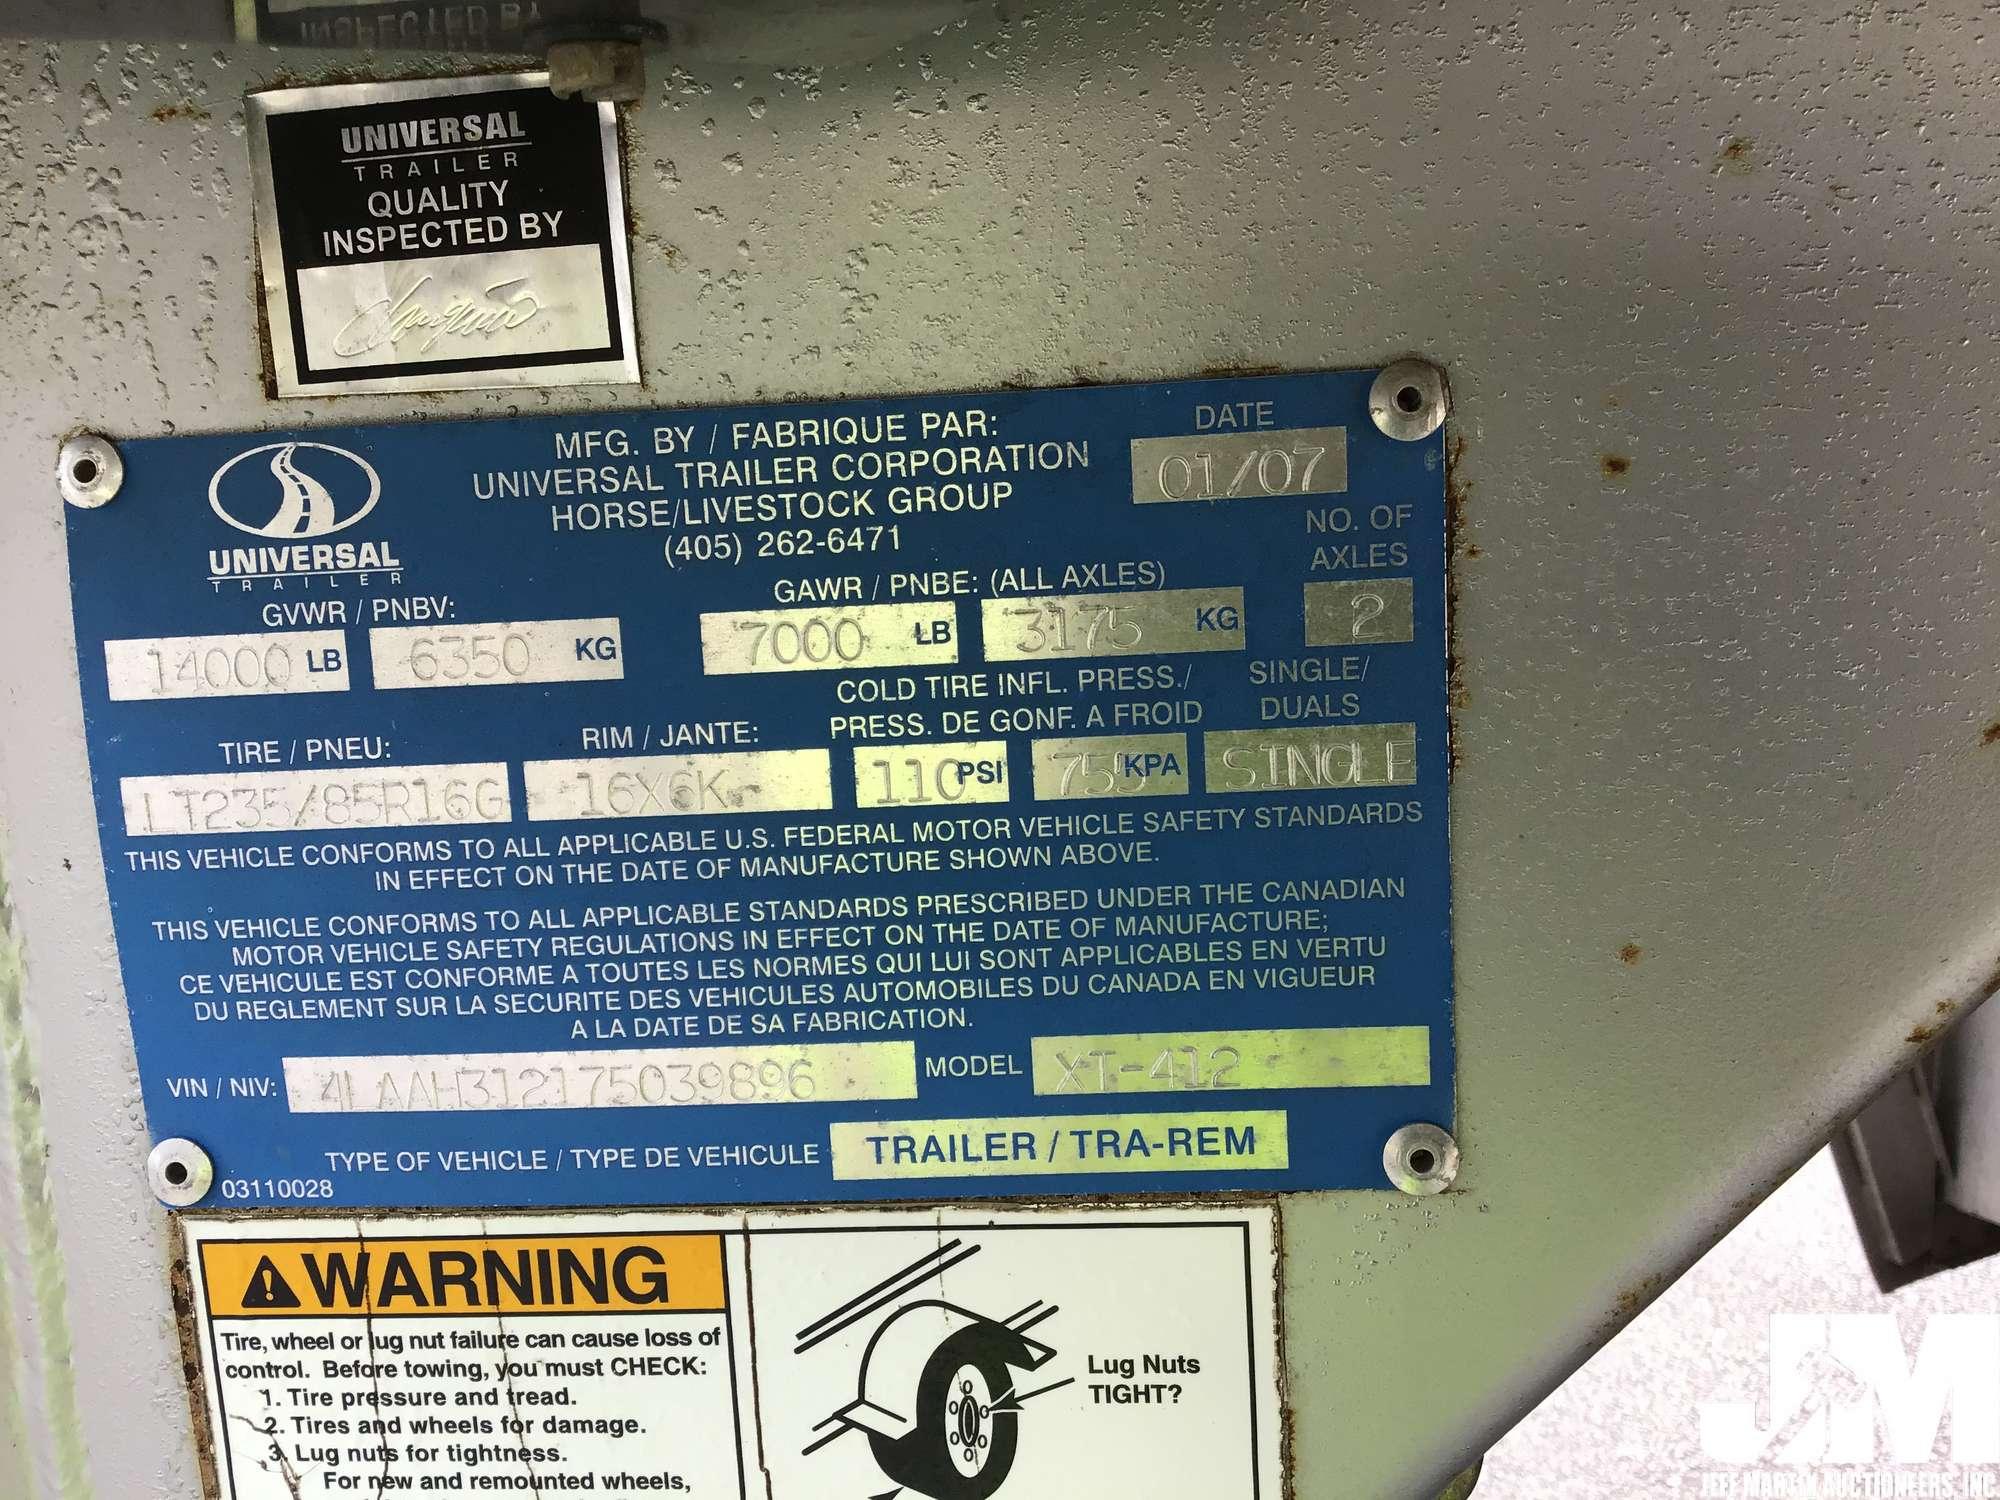 INSPECTED BY
UNIVERSAL
TRAILER
QUALITY
INSPECTED BY
UNIVERSAL
TRAILER
MFG. BY / FABRIQUE PAR:
UNIVERSAL TRAILER CORPORATION
HORSE/LIVESTOCK GROUP
(405) 262-6471
DATE
01/07
NO. OF
AXLES
2
GVWR / PNBV:
14000 LB 6350 KG
GAWR / PNBE: (ALL AXLES)
7000 LB 3175 KG
TIRE / PNEU:
LT235/85R16G
RIM / JANTE:
16X6K
COLD TIRE INFL. PRESS./
PRESS. DE GONF. A FROID
110 PSI 755 KPA
SINGLE/
DUALS
SINGLE
THIS VEHICLE CONFORMS TO ALL APPLICABLE U.S. FEDERAL MOTOR VEHICLE SAFETY STANDARDS
IN EFFECT ON THE DATE OF MANUFACTURE SHOWN ABOVE.
THIS VEHICLE CONFORMS TO ALL APPLICABLE STANDARDS PRESCRIBED UNDER THE CANADIAN
MOTOR VEHICLE SAFETY REGULATIONS IN EFFECT ON THE DATE OF MANUFACTURE;
CE VEHICULE EST CONFORME A TOUTES LES NORMES QUI LUI SONT APPLICABLES EN VERTU
DU REGLEMENT SUR LA SECURITE DES VEHICULES AUTOMOBILES DU CANADA EN VIGUEUR
A LA DATE DE SA FABRICATION.
VIN / NIV: 4LAAH312175039896 MODEL XT-412
TYPE OF VEHICLE / TYPE DE VEHICULE TRAILER / TRA-REM
03110028
WARNING
Tire, wheel or lug nut failure can cause loss of
control. Before towing, you must CHECK:
1. Tire pressure and tread.
2. Tires and wheels for damage.
3. Lug nuts for tightness.
For new and remounted wheels,
Lug Nuts
TIGHT?
JM
JEFF MARTIN AUCTIONEERS, INC.